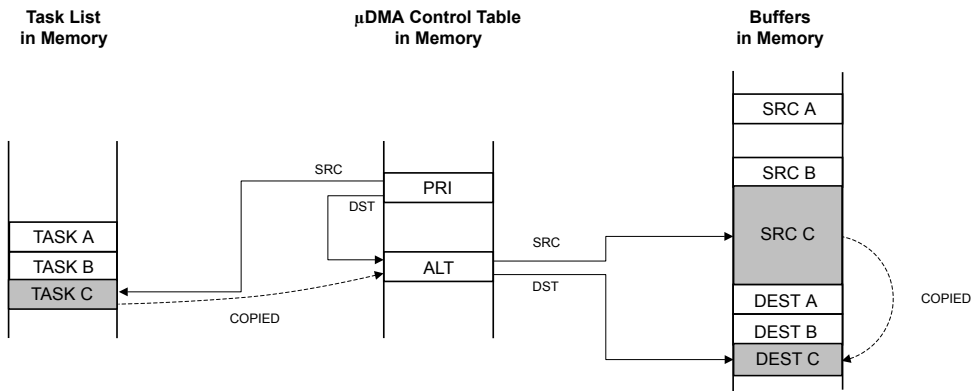 Task List
in Memory
μDMA Control Table
in Memory
Buffers
in Memory
SRC A
SRC B
SRC C
DEST A
DEST B
DEST C
SRC
PRI
DST
TASK A
TASK B
TASK C
ALT
SRC
DST
COPIED
COPIED